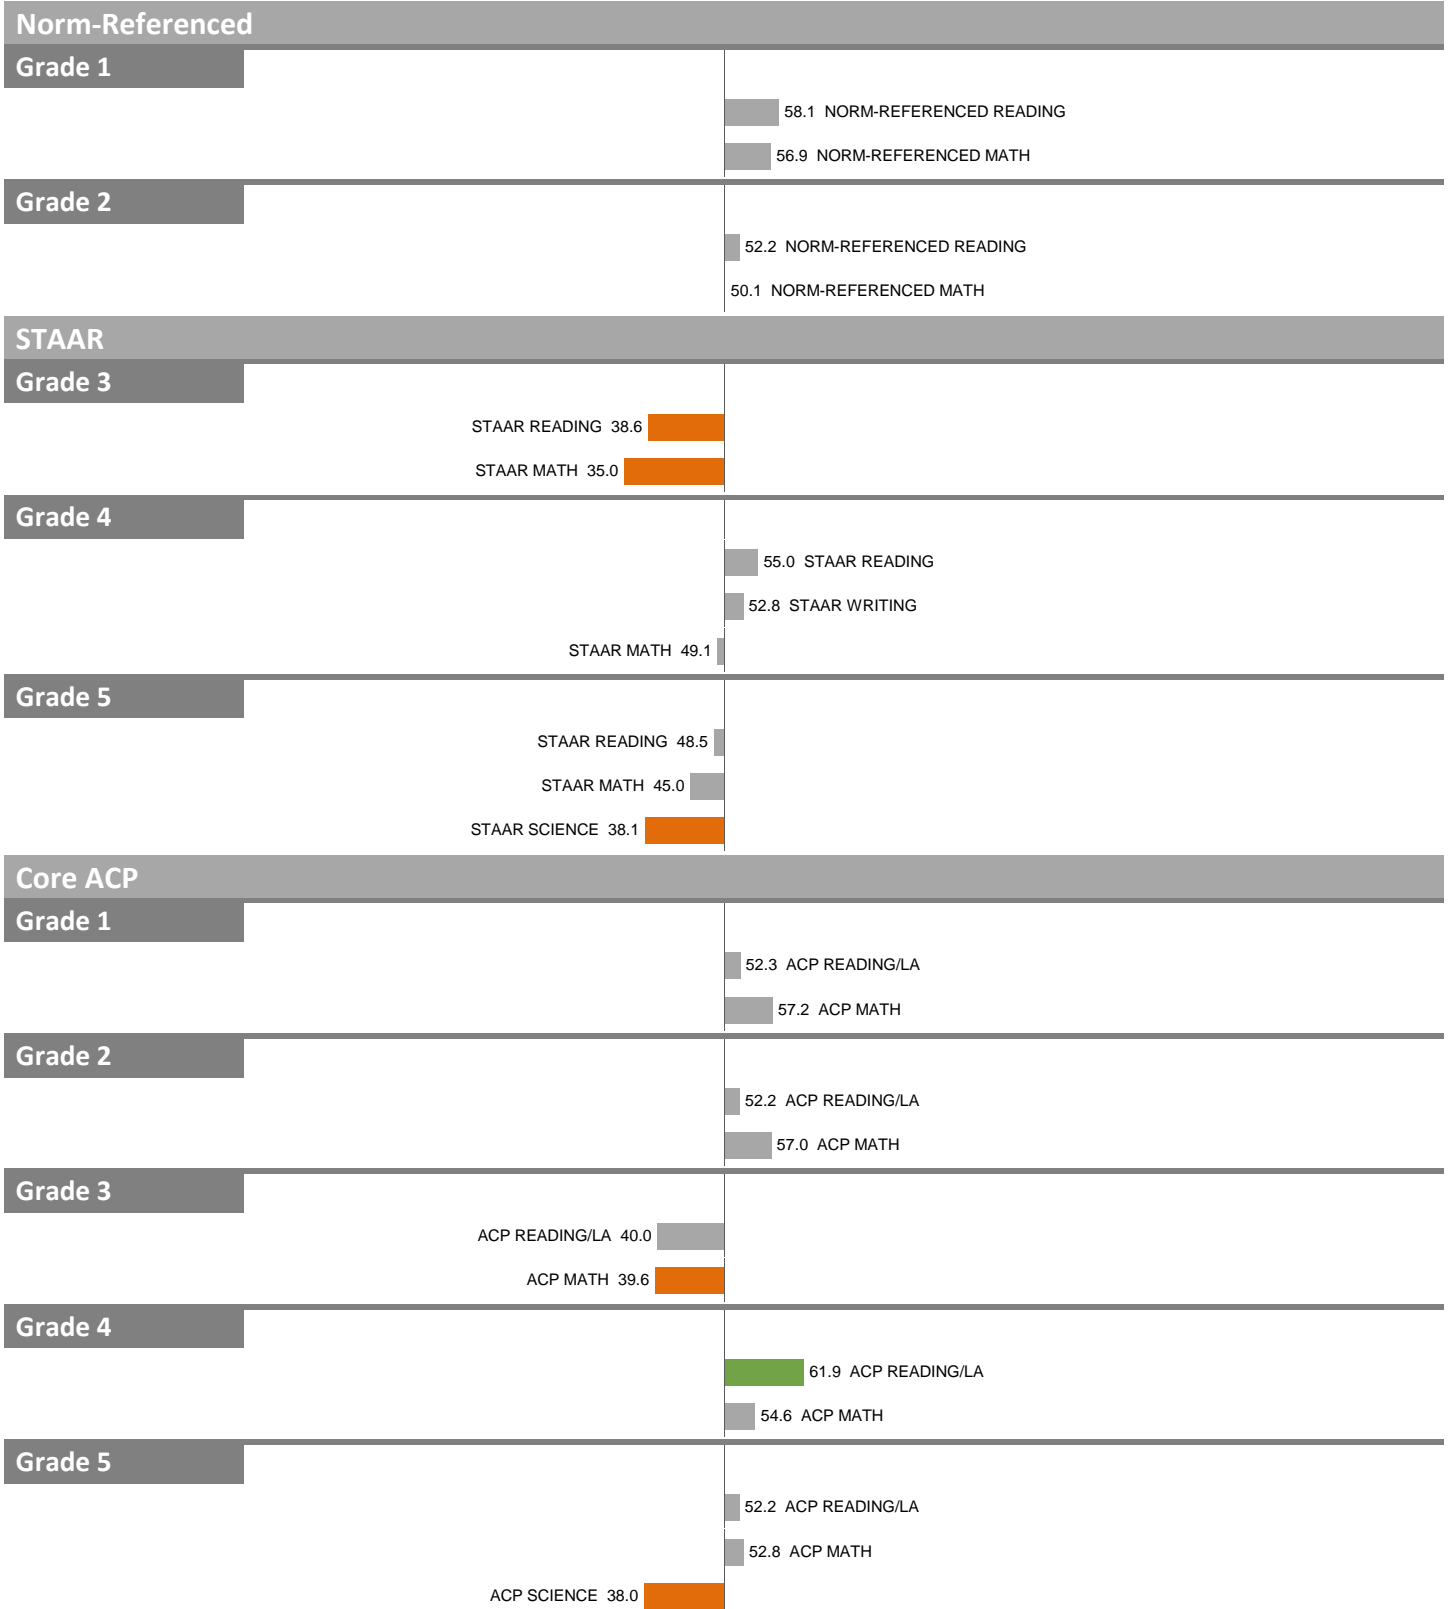 Norm-Referenced
Grade 1
58.1 NORM-REFERENCED READING
56.9 NORM-REFERENCED MATH
Grade 2
52.2 NORM-REFERENCED READING
50.1 NORM-REFERENCED MATH
STAAR
Grade 3
STAAR READING 38.6
STAAR MATH 35.0
Grade 4
55.0 STAAR READING
52.8 STAAR WRITING
STAAR MATH 49.1
Grade 5
STAAR READING 48.5
STAAR MATH 45.0
STAAR SCIENCE 38.1
Core ACP
Grade 1
52.3 ACP READING/LA
57.2 ACP MATH
Grade 2
52.2 ACP READING/LA
57.0 ACP MATH
Grade 3
ACP READING/LA 40.0
ACP MATH 39.6
Grade 4
61.9 ACP READING/LA
54.6 ACP MATH
Grade 5
52.2 ACP READING/LA
52.8 ACP MATH
ACP SCIENCE 38.0